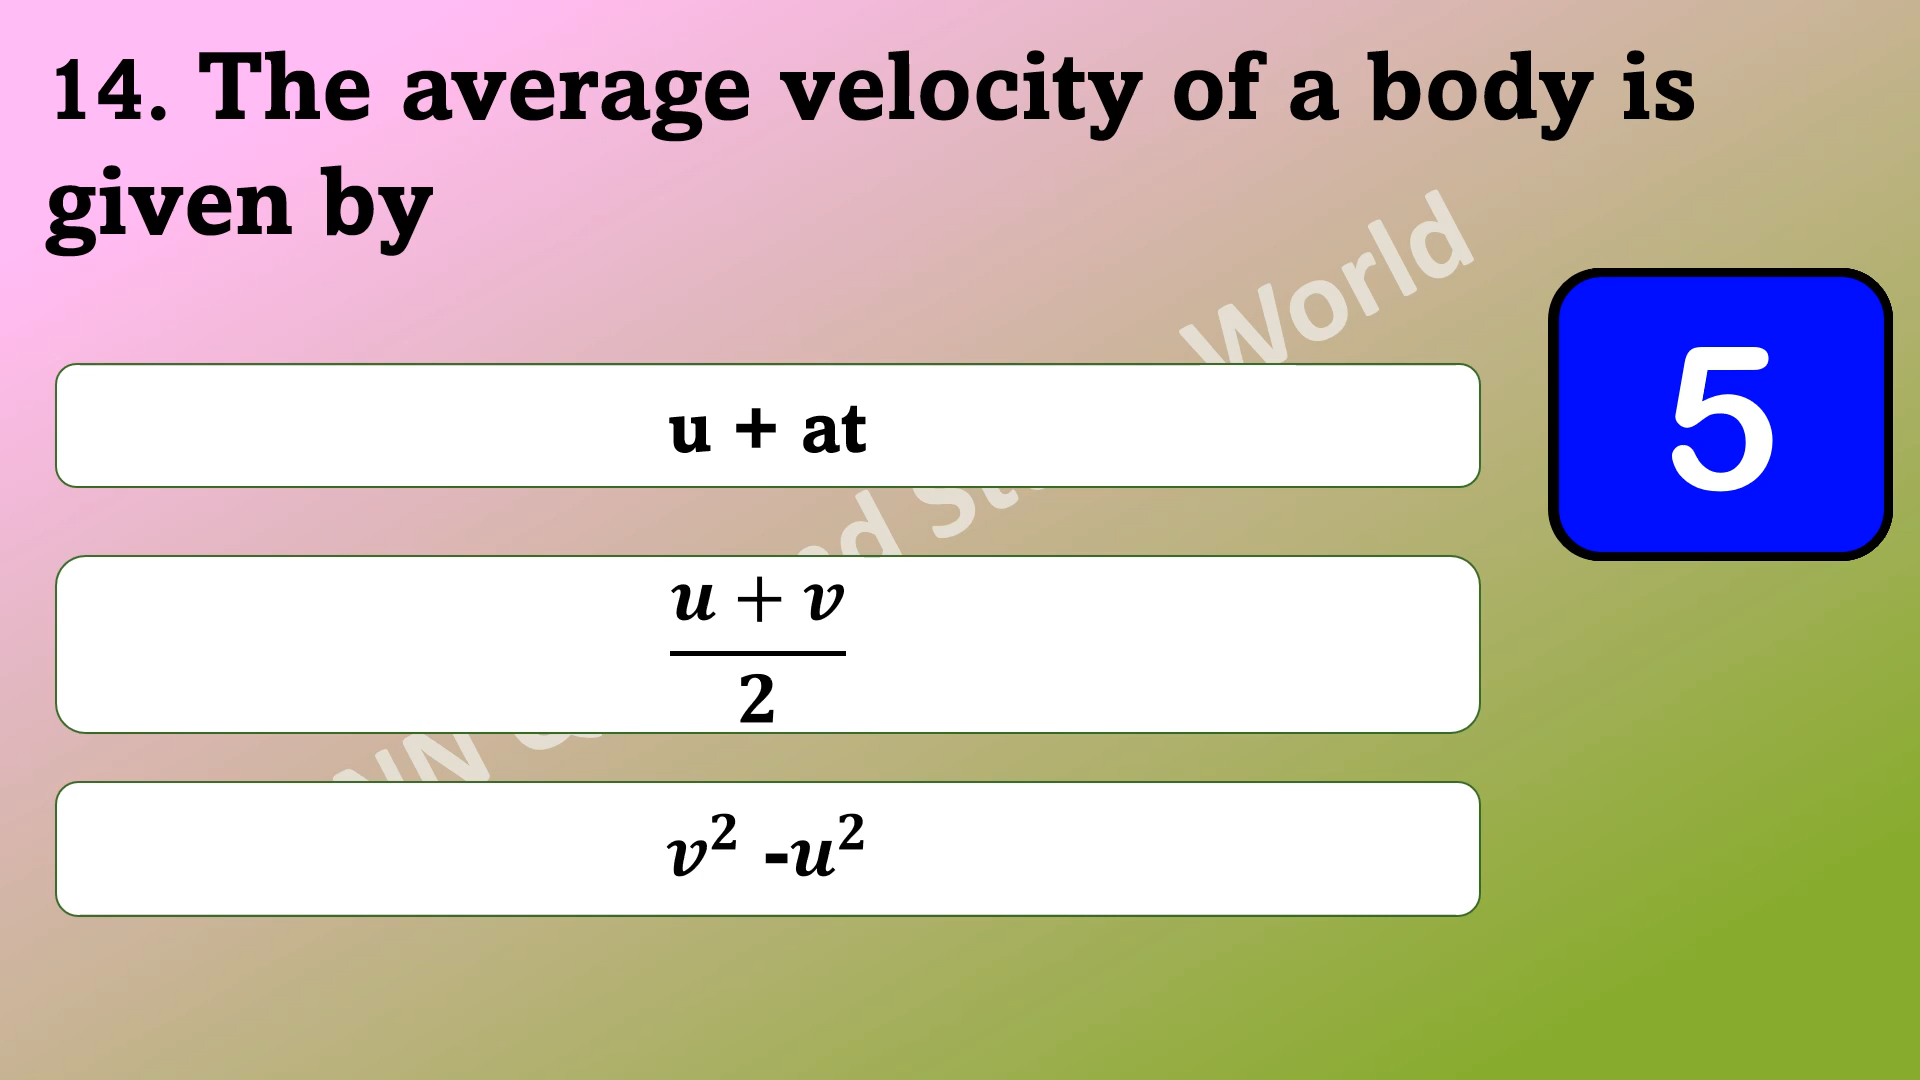 14. The average velocity of a body is
given by
World
u + at
5
u + v
2
v² -u²